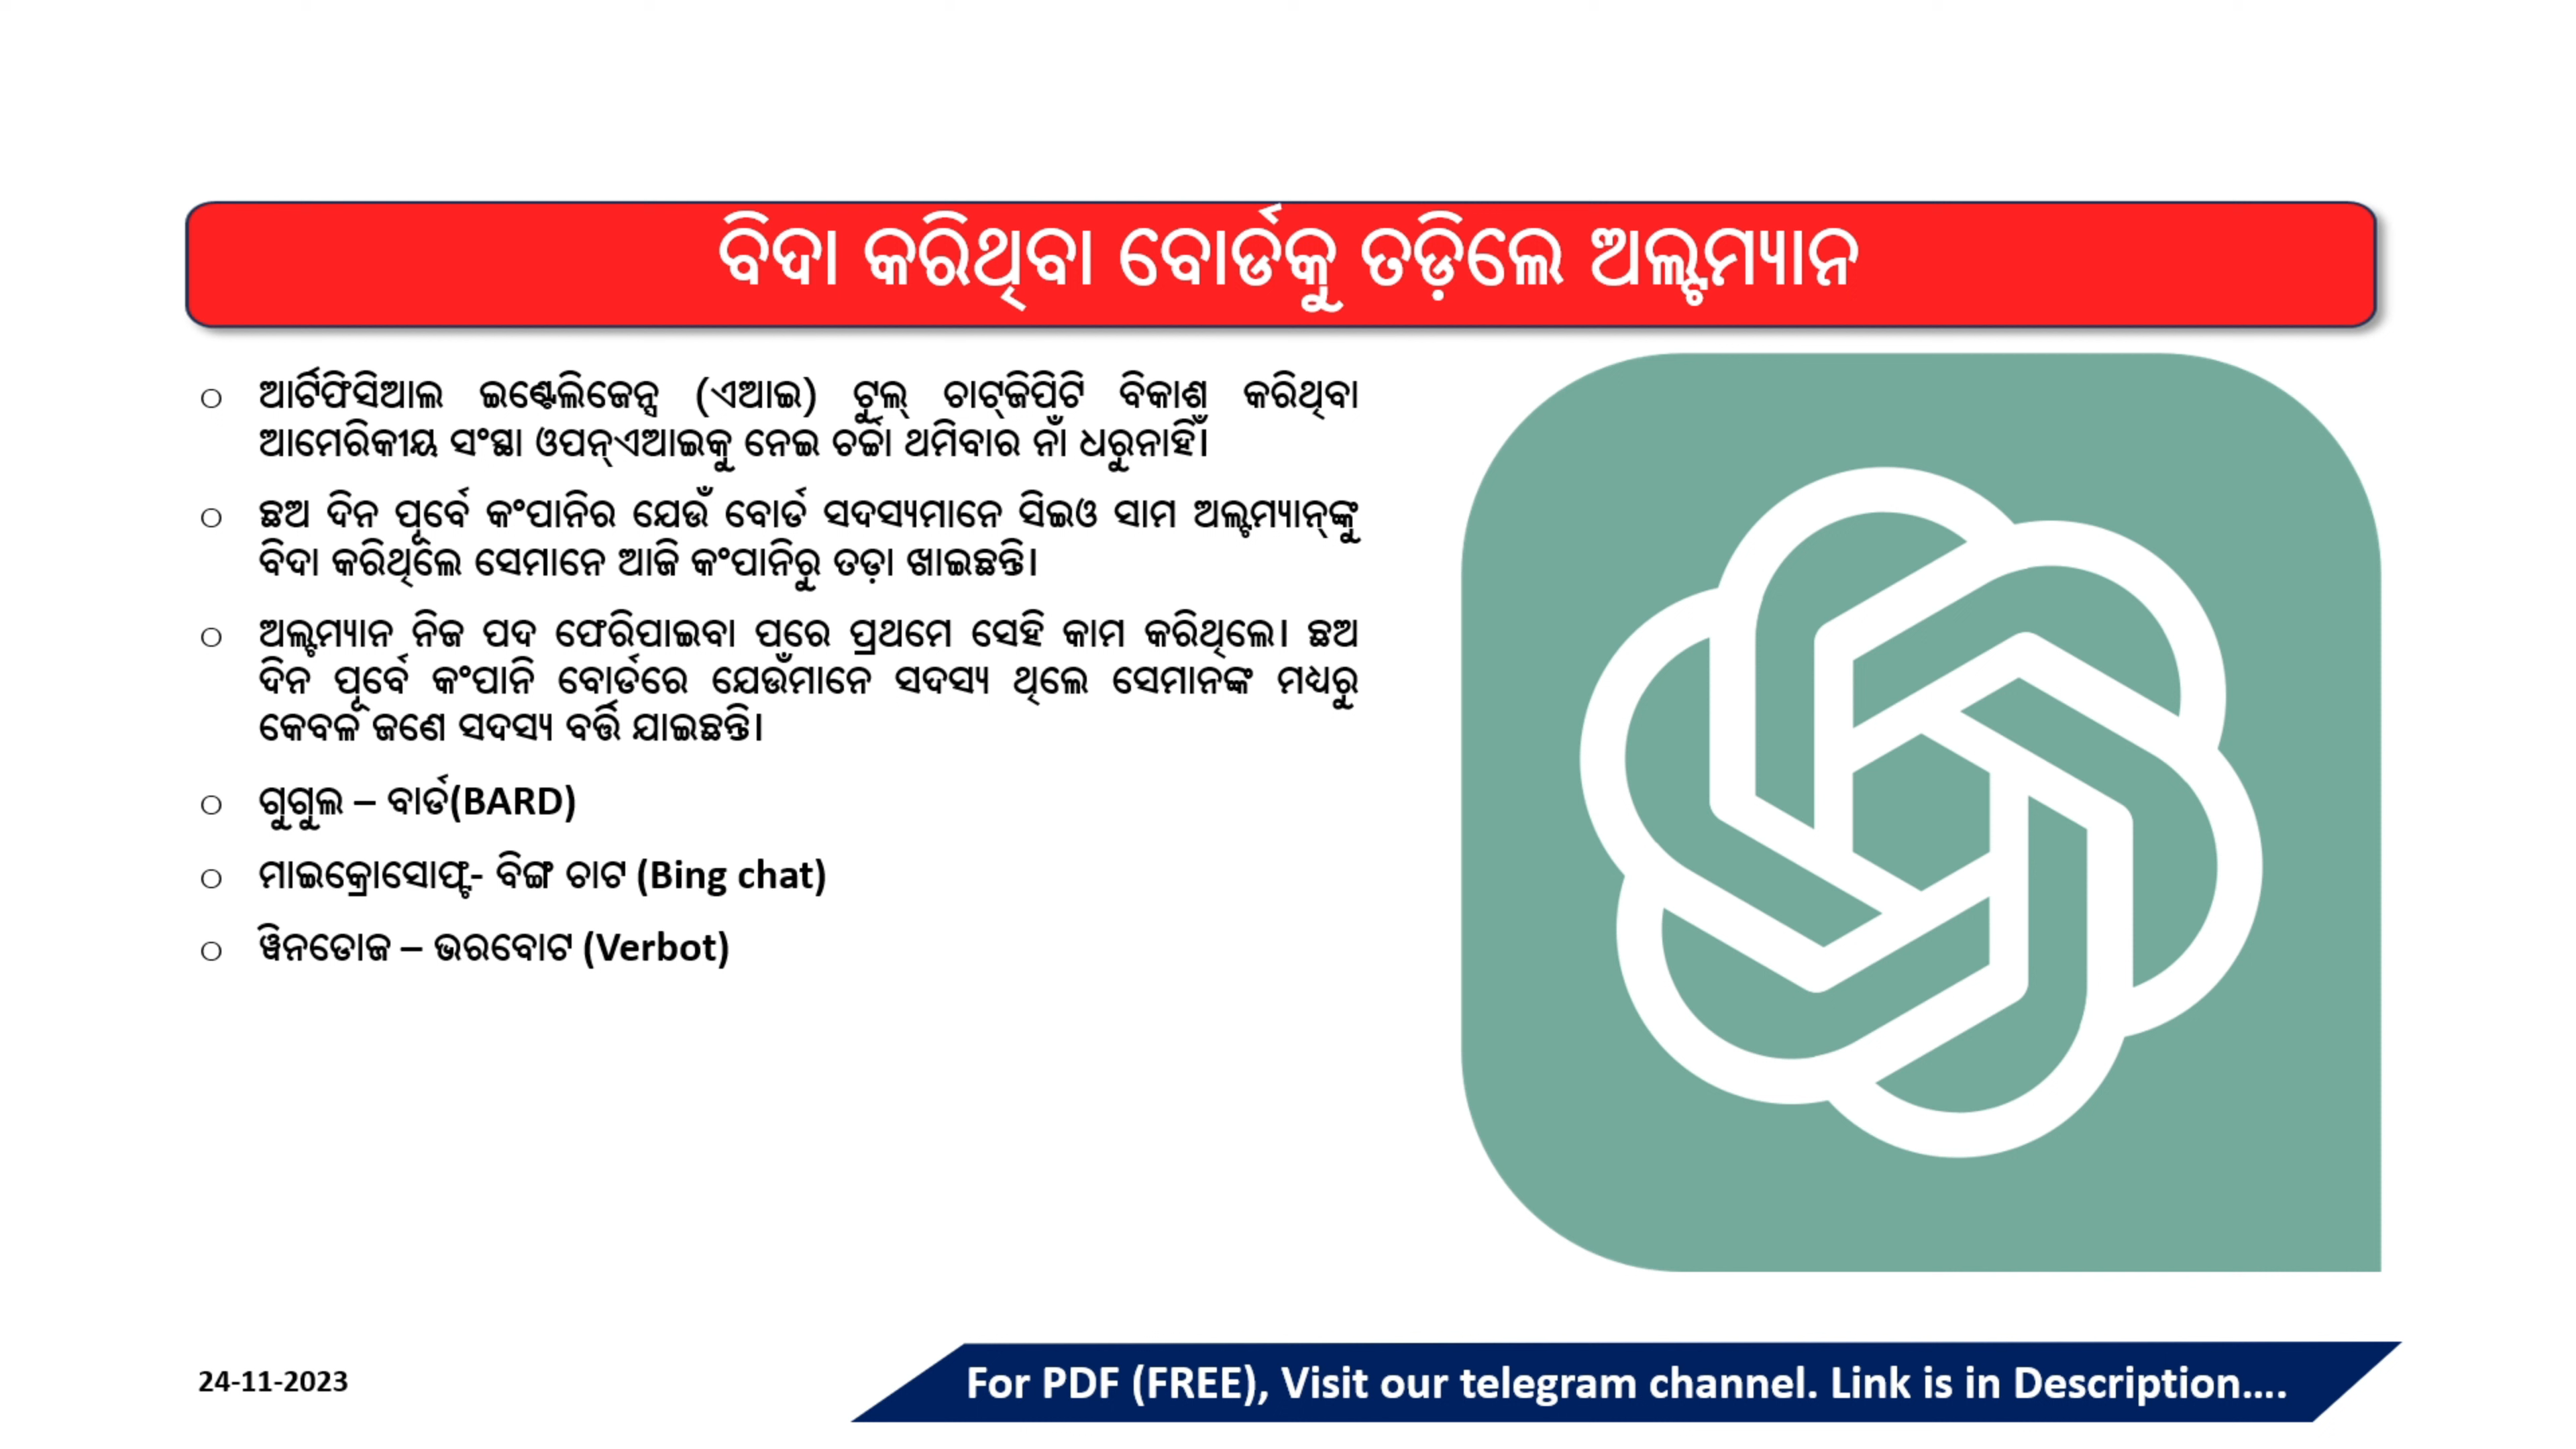 ବିଦା କରିଥିବା ବୋର୍ଡକୁ ତଡ଼ିଲେ ଅଲ୍ଟମ୍ୟାନ
ଆର୍ଟିଫିସିଆଲ ଇଣ୍ଟେଲିଜେନ୍ସ (ଏଆଇ) ଟୁଲ୍ ଚାଟ୍‌ଜିପିଟି ବିକାଶ କରିଥିବା
ଆମେରିକୀୟ ସଂସ୍ଥା ଓପନ୍‌ଏଆଇକୁ ନେଇ ଚର୍ଚ୍ଚା ଥମିବାର ନାଁ ଧରୁନାହିଁ।
ଛଅ ଦିନ ପୂର୍ବେ କଂପାନିର ଯେଉଁ ବୋର୍ଡ ସଦସ୍ୟମାନେ ସିଇଓ ସାମ ଅଲ୍ଟମ୍ୟାନ୍‌ଙ୍କୁ
ବିଦା କରିଥିଲେ ସେମାନେ ଆଜି କଂପାନିରୁ ତଡ଼ା ଖାଇଛନ୍ତି।
ଅଲ୍ଟମ୍ୟାନ ନିଜ ପଦ ଫେରିପାଇବା ପରେ ପ୍ରଥମେ ସେହି କାମ କରିଥିଲେ। ଛଅ
ଦିନ ପୂର୍ବେ କଂପାନି ବୋର୍ଡରେ ଯେଉଁମାନେ ସଦସ୍ୟ ଥିଲେ ସେମାନଙ୍କ ମଧ୍ୟରୁ
କେବଳ ଜଣେ ସଦସ୍ୟ ବର୍ତ୍ତି ଯାଇଛନ୍ତି।
ଗୁଗୁଲ – ବାର୍ଡ(BARD)
ମାଇକ୍ରୋସୋଫ୍ଟ- ବିଙ୍ଗ ଚାଟ (Bing chat)
ୱିନଡୋଜ – ଭରବୋଟ (Verbot)
24-11-2023
For PDF (FREE), Visit our telegram channel. Link is in Description....